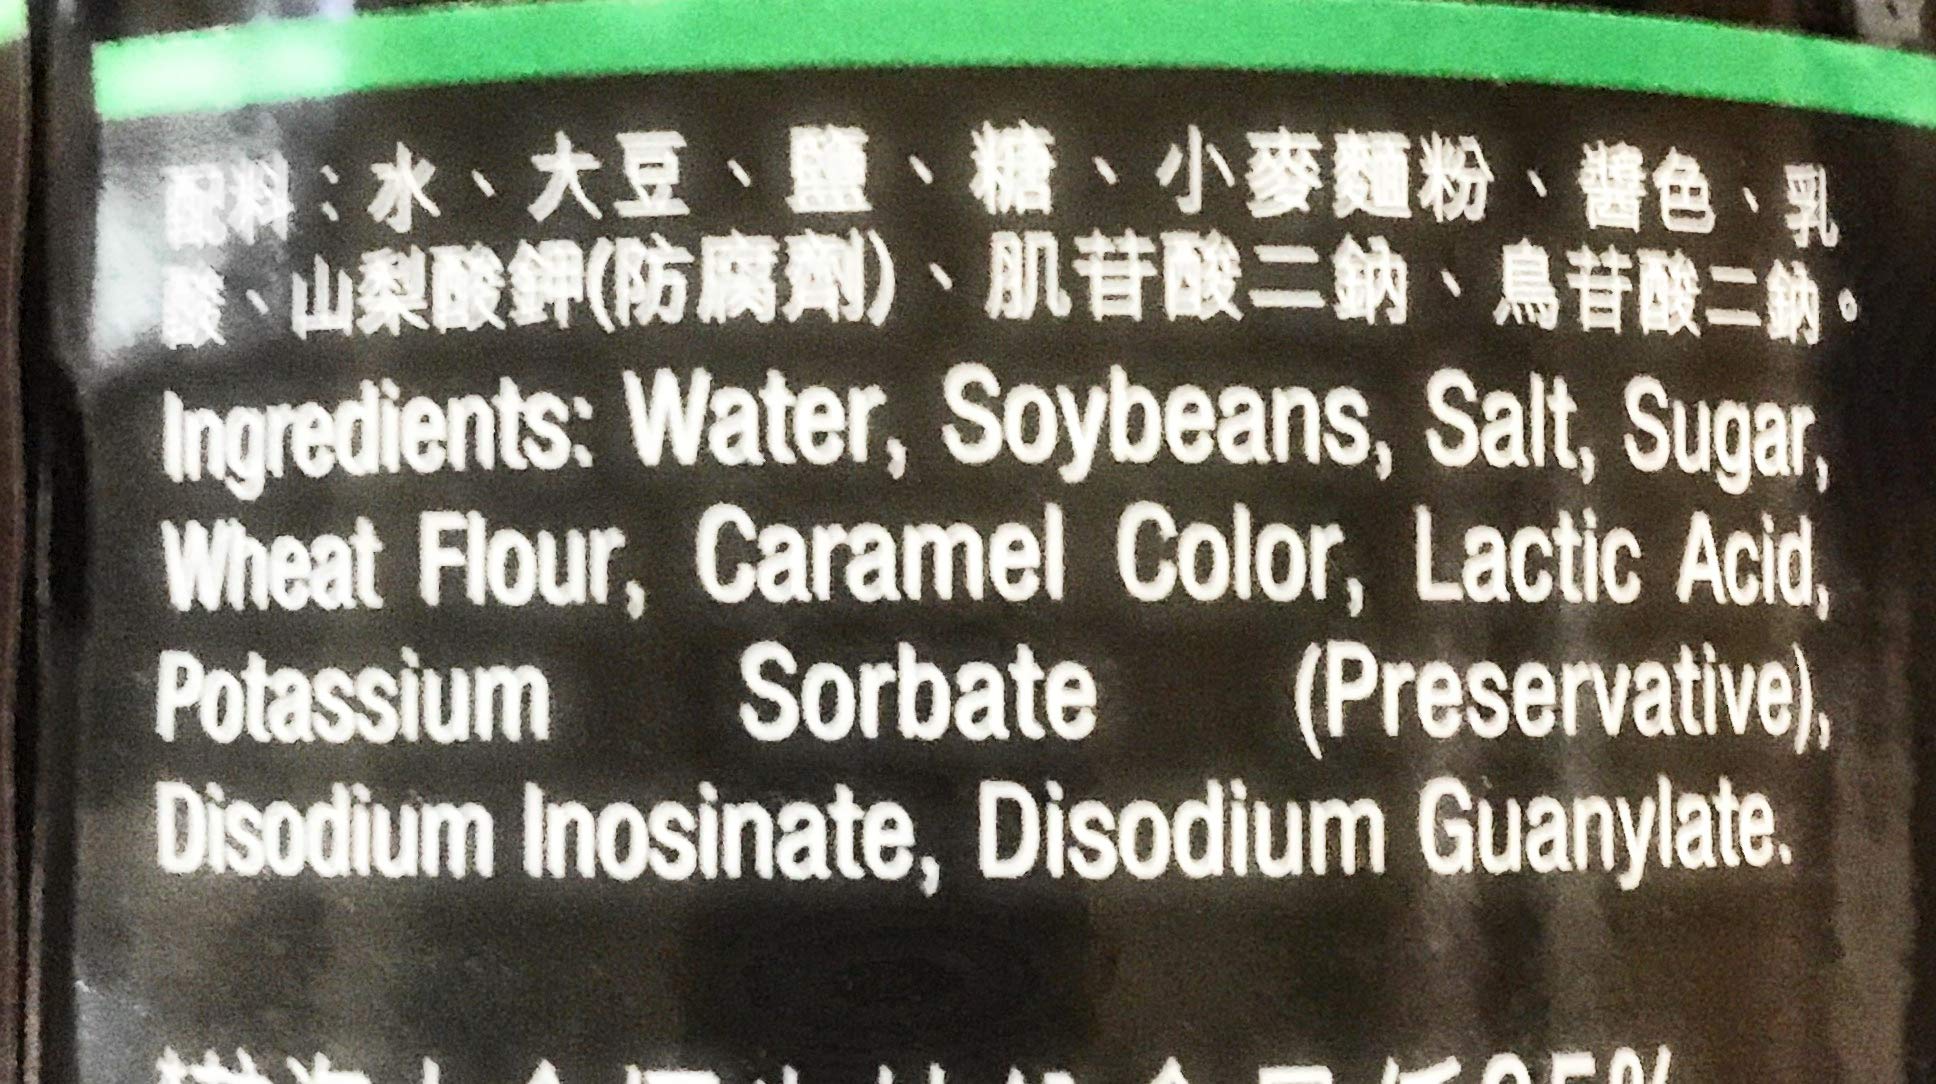 配料：水、大豆、鹽、糖、小麥麵粉、醬色、乳
酸、山梨酸鉀(防腐劑)、肌苷酸二鈉、鳥苷酸二鈉。
Ingredients: Water, Soybeans, Salt, Sugar,
Wheat Flour, Caramel Color, Lactic Acid,
Potassium Sorbate (Preservative),
Disodium Inosinate, Disodium Guanylate.